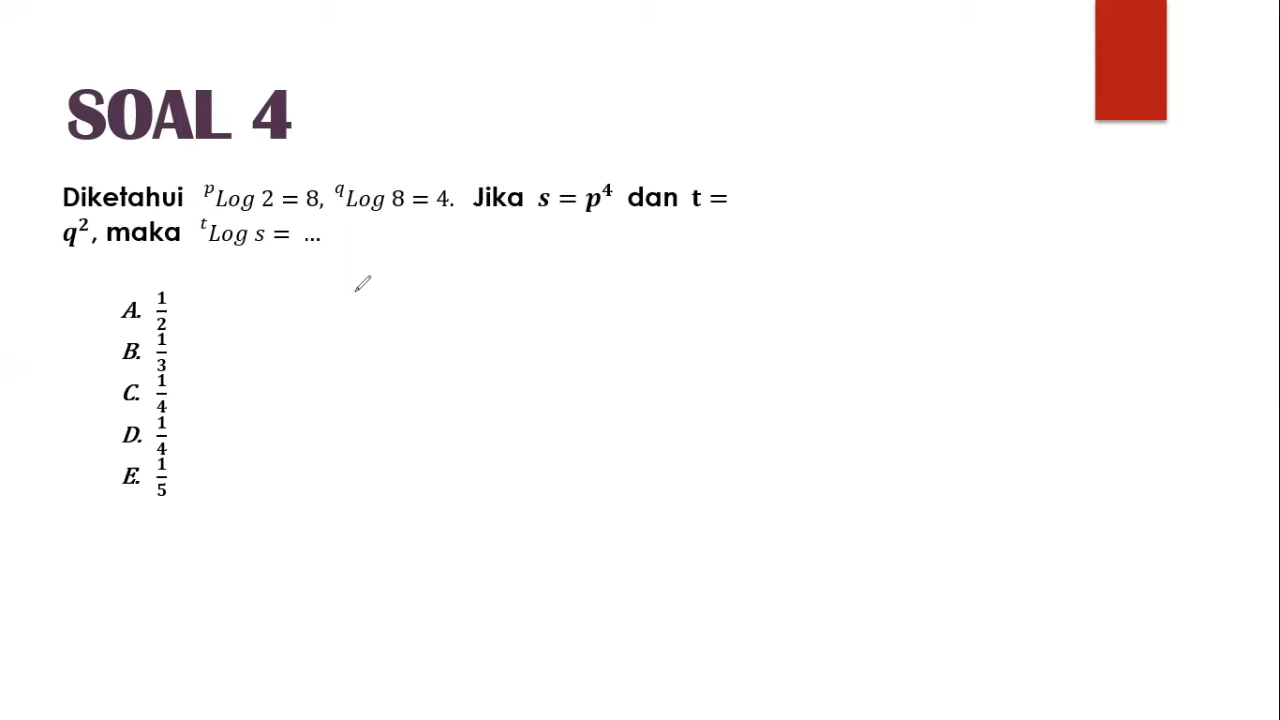 SOAL 4
Diketahui ᵖLog 2 = 8, ᑫLog 8 = 4. Jika s = p⁴ dan t =
q², maka ᵗLog s = ...
A. 1/2
B. 1/3
C. 1/4
D. 1/4
E. 1/5